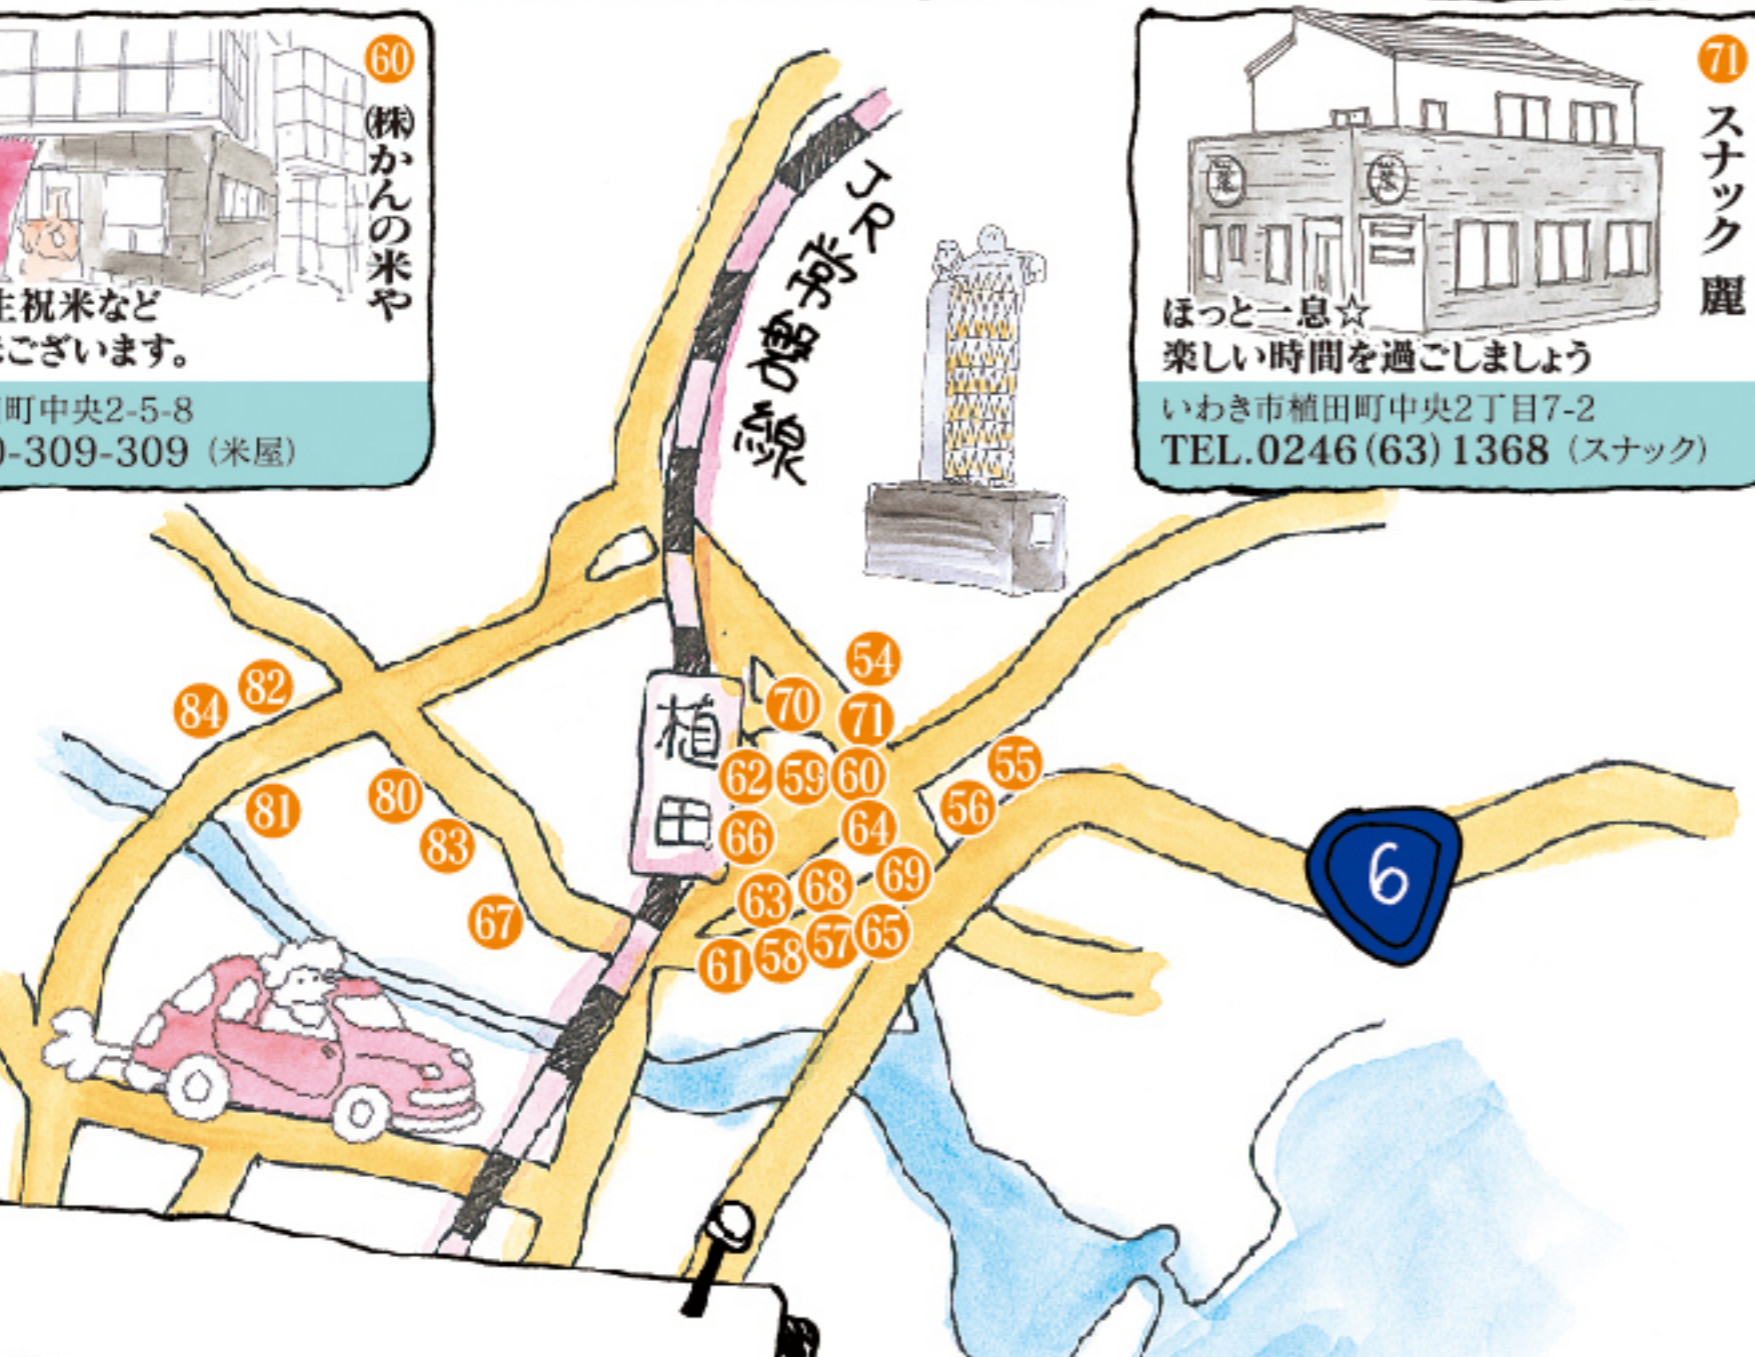 60
㈱かんの米や
生祝米など
ございます。
町中央2-5-8
0-309-309（米屋）
71
スナック 麗
ほっと一息☆
楽しい時間を過ごしましょう
いわき市植田町中央2丁目7-2
TEL.0246(63)1368（スナック）
JR常磐線
54
84
82
70
71
植田
62
59
60
55
81
80
56
66
64
83
63
68
69
67
61
58
57
65
6